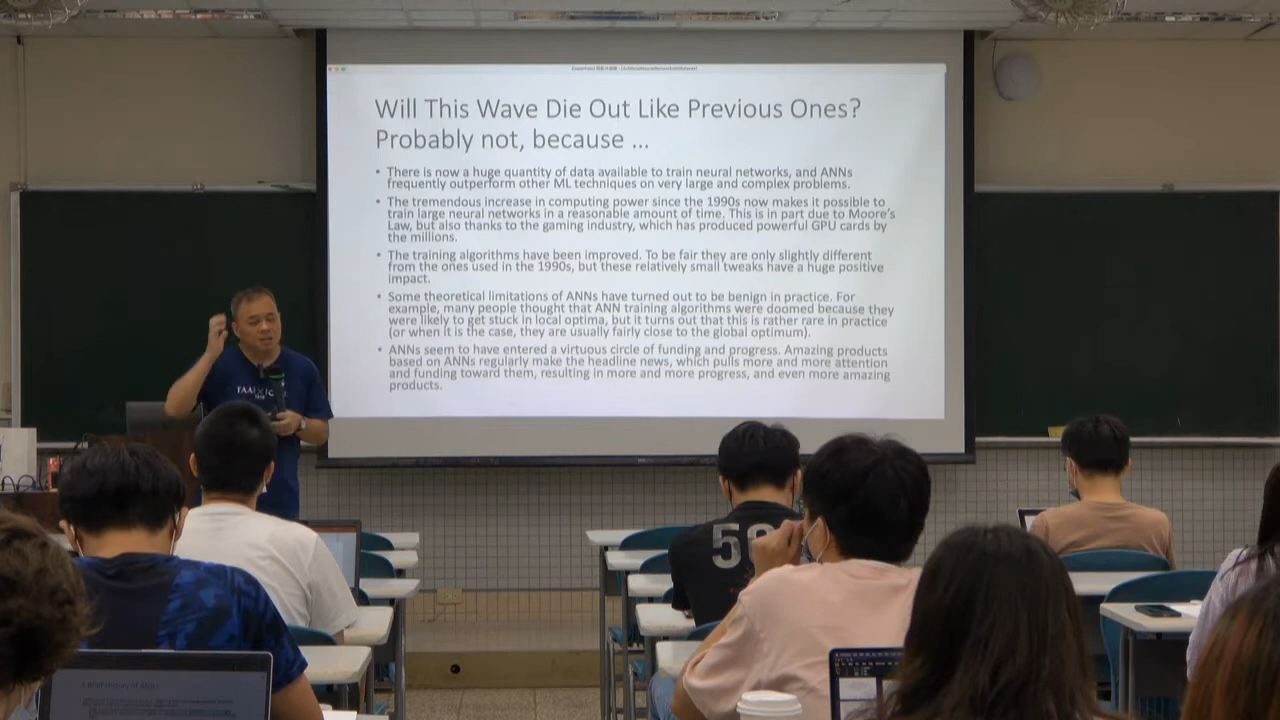 Will This Wave Die Out Like Previous Ones?
Probably not, because ...
• There is now a huge quantity of data available to train neural networks, and ANNs
frequently outperform other ML techniques on very large and complex problems.
• The tremendous increase in computing power since the 1990s now makes it possible to
train large neural networks in a reasonable amount of time. This is in part due to Moore's
Law, but also thanks to the gaming industry, which has produced powerful GPU cards by
the millions.
• The training algorithms have been improved. To be fair they are only slightly different
from the ones used in the 1990s, but these relatively small tweaks have a huge positive
impact.
• Some theoretical limitations of ANNs have turned out to be benign in practice. For
example, many people thought that ANN training algorithms were doomed because they
were likely to get stuck in local optima, but it turns out that this is rather rare in practice
(or when it is the case, they are usually fairly close to the global optimum).
• ANNs seem to have entered a virtuous circle of funding and progress. Amazing products
based on ANNs regularly make the headline news, which pulls more and more attention
and funding toward them, resulting in more and more progress, and even more amazing
products.
A Brief History of ANNs